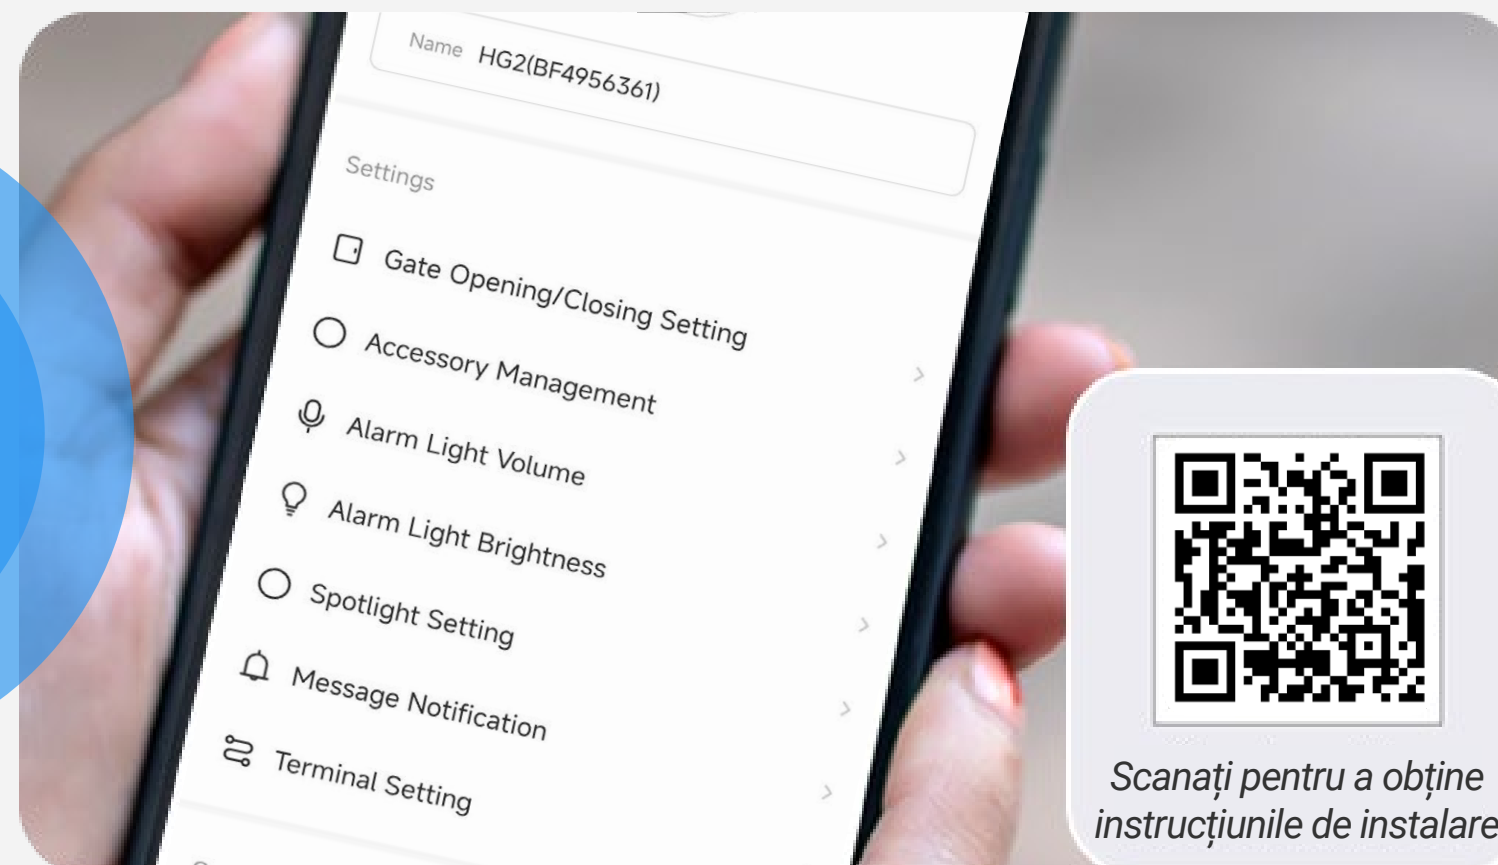 Name HG2(BF4956361)
Settings
Gate Opening/Closing Setting
Accessory Management
Alarm Light Volume
Alarm Light Brightness
Spotlight Setting
Message Notification
Terminal Setting
Scanați pentru a obține
instrucțiunile de instalare